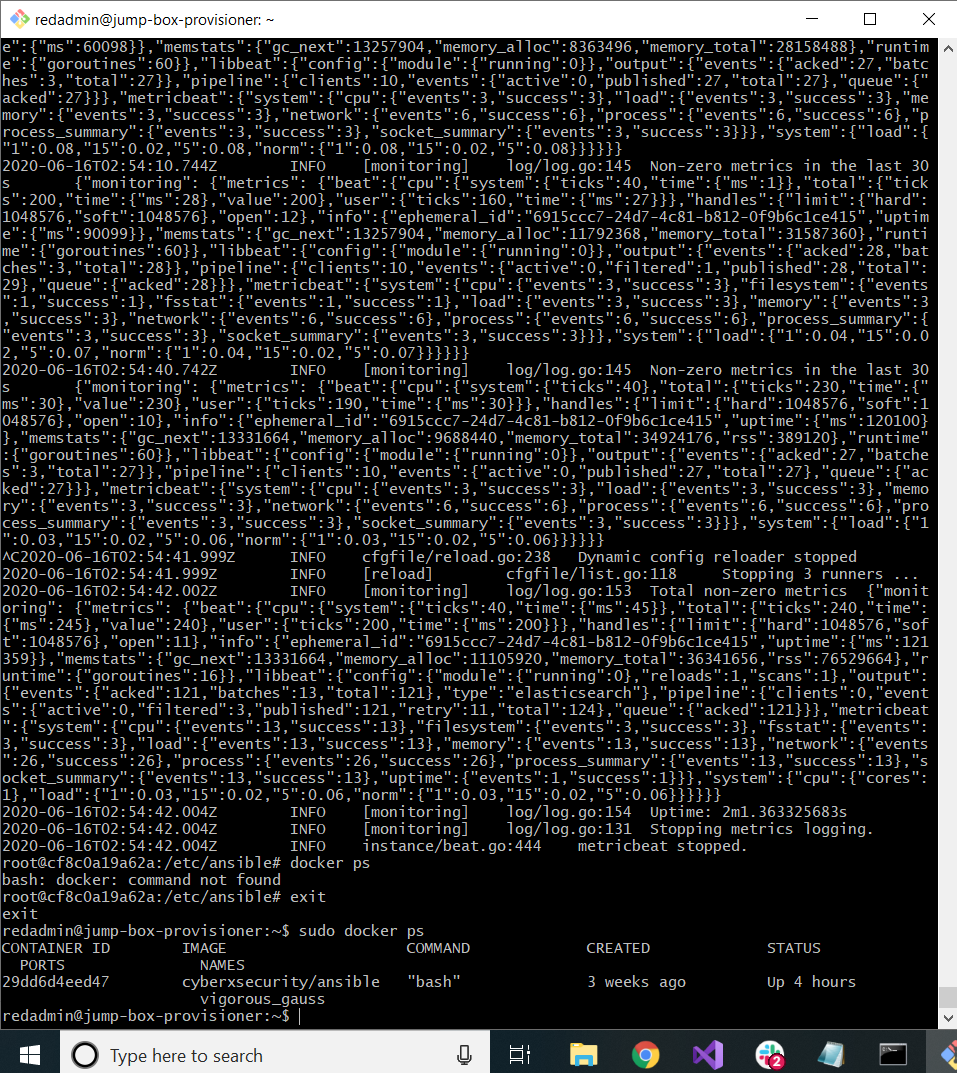 redadmin@jump-box-provisioner: ~
e":{"ms":60098}},"memstats":{"gc_next":13257904,"memory_alloc":8363496,"memory_total":28158488},"runtim
e":{"goroutines":60}},"libbeat":{"config":{"module":{"running":0}},"output":{"events":{"acked":27,"batc
hes":3,"total":27}},"pipeline":{"clients":10,"events":{"active":0,"published":27,"total":27},"queue":{"
acked":27}}},"metricbeat":{"system":{"cpu":{"events":3,"success":3},"load":{"events":3,"success":3},"me
mory":{"events":3,"success":3},"network":{"events":6,"success":6},"process":{"events":6,"success":6},"p
rocess_summary":{"events":3,"success":3},"socket_summary":{"events":3,"success":3}}},"system":{"load":{
"1":0.08,"15":0.02,"5":0.08,"norm":{"1":0.08,"15":0.02,"5":0.08}}}}}}
2020-06-16T02:54:10.744Z        INFO    [monitoring]    log/log.go:145  Non-zero metrics in the last 30
s       {"monitoring": {"metrics": {"beat":{"cpu":{"system":{"ticks":40,"time":{"ms":1}},"total":{"tick
s":200,"time":{"ms":28},"value":200},"user":{"ticks":160,"time":{"ms":27}}},"handles":{"limit":{"hard":
1048576,"soft":1048576},"open":12},"info":{"ephemeral_id":"6915ccc7-24d7-4c81-b812-0f9b6c1ce415","uptim
e":{"ms":90099}},"memstats":{"gc_next":13257904,"memory_alloc":11792368,"memory_total":31587360},"runti
me":{"goroutines":60}},"libbeat":{"config":{"module":{"running":0}},"output":{"events":{"acked":28,"bat
ches":3,"total":28}},"pipeline":{"clients":10,"events":{"active":0,"filtered":1,"published":28,"total":
29},"queue":{"acked":28}}},"metricbeat":{"system":{"cpu":{"events":3,"success":3},"filesystem":{"events
":1,"success":1},"fsstat":{"events":1,"success":1},"load":{"events":3,"success":3},"memory":{"events":3
,"success":3},"network":{"events":6,"success":6},"process":{"events":6,"success":6},"process_summary":{
"events":3,"success":3},"socket_summary":{"events":3,"success":3}}},"system":{"load":{"1":0.04,"15":0.0
2,"5":0.07,"norm":{"1":0.04,"15":0.02,"5":0.07}}}}}}
2020-06-16T02:54:40.742Z        INFO    [monitoring]    log/log.go:145  Non-zero metrics in the last 30
s       {"monitoring": {"metrics": {"beat":{"cpu":{"system":{"ticks":40},"total":{"ticks":230,"time":{"
ms":30},"value":230},"user":{"ticks":190,"time":{"ms":30}}},"handles":{"limit":{"hard":1048576,"soft":1
048576},"open":10},"info":{"ephemeral_id":"6915ccc7-24d7-4c81-b812-0f9b6c1ce415","uptime":{"ms":120100}
},"memstats":{"gc_next":13331664,"memory_alloc":9688440,"memory_total":34924176,"rss":389120},"runtime"
:{"goroutines":60}},"libbeat":{"config":{"module":{"running":0}},"output":{"events":{"acked":27,"batche
s":3,"total":27}},"pipeline":{"clients":10,"events":{"active":0,"published":27,"total":27},"queue":{"ac
ked":27}}},"metricbeat":{"system":{"cpu":{"events":3,"success":3},"load":{"events":3,"success":3},"memo
ry":{"events":3,"success":3},"network":{"events":6,"success":6},"process":{"events":6,"success":6},"pro
cess_summary":{"events":3,"success":3},"socket_summary":{"events":3,"success":3}}},"system":{"load":{"1
":0.03,"15":0.02,"5":0.06,"norm":{"1":0.03,"15":0.02,"5":0.06}}}}}}
^C2020-06-16T02:54:41.999Z      INFO    cfgfile/reload.go:238   Dynamic config reloader stopped
2020-06-16T02:54:41.999Z        INFO    [reload]        cfgfile/list.go:118     Stopping 3 runners ...
2020-06-16T02:54:42.002Z        INFO    [monitoring]    log/log.go:153  Total non-zero metrics  {"monit
oring": {"metrics": {"beat":{"cpu":{"system":{"ticks":40,"time":{"ms":45}},"total":{"ticks":240,"time":
{"ms":245},"value":240},"user":{"ticks":200,"time":{"ms":200}}},"handles":{"limit":{"hard":1048576,"sof
t":1048576},"open":11},"info":{"ephemeral_id":"6915ccc7-24d7-4c81-b812-0f9b6c1ce415","uptime":{"ms":121
359}},"memstats":{"gc_next":13331664,"memory_alloc":11105920,"memory_total":36341656,"rss":76529664},"r
untime":{"goroutines":16}},"libbeat":{"config":{"module":{"running":0},"reloads":1,"scans":1},"output":
{"events":{"acked":121,"batches":13,"total":121},"type":"elasticsearch"},"pipeline":{"clients":0,"event
s":{"active":0,"filtered":3,"published":121,"retry":11,"total":124},"queue":{"acked":121}}},"metricbeat
":{"system":{"cpu":{"events":13,"success":13},"filesystem":{"events":3,"success":3},"fsstat":{"events":
3,"success":3},"load":{"events":13,"success":13},"memory":{"events":13,"success":13},"network":{"events
":26,"success":26},"process":{"events":26,"success":26},"process_summary":{"events":13,"success":13},"s
ocket_summary":{"events":13,"success":13},"uptime":{"events":1,"success":1}}},"system":{"cpu":{"cores":
1},"load":{"1":0.03,"15":0.02,"5":0.06,"norm":{"1":0.03,"15":0.02,"5":0.06}}}}}}
2020-06-16T02:54:42.004Z        INFO    [monitoring]    log/log.go:154  Uptime: 2m1.363325683s
2020-06-16T02:54:42.004Z        INFO    [monitoring]    log/log.go:131  Stopping metrics logging.
2020-06-16T02:54:42.004Z        INFO    instance/beat.go:444    metricbeat stopped.
root@cf8c0a19a62a:/etc/ansible# docker ps
bash: docker: command not found
root@cf8c0a19a62a:/etc/ansible# exit
exit
redadmin@jump-box-provisioner:~$ sudo docker ps
CONTAINER ID        IMAGE                    COMMAND             CREATED             STATUS
  PORTS               NAMES
29dd6d4eed47        cyberxsecurity/ansible   "bash"              3 weeks ago         Up 4 hours
                      vigorous_gauss
redadmin@jump-box-provisioner:~$
Type here to search
2